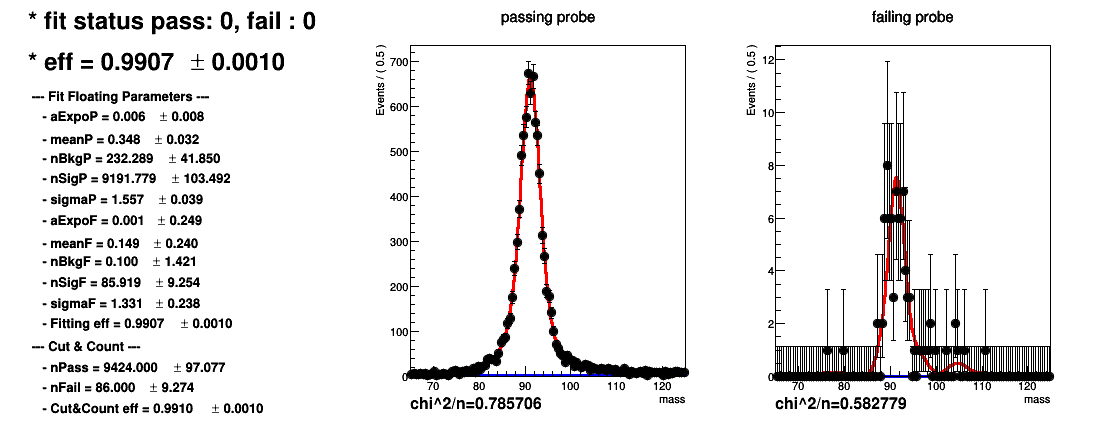 * fit status pass: 0, fail : 0
* eff = 0.9907 ± 0.0010
--- Fit Floating Parameters ---
- aExpoP = 0.006 ± 0.008
- meanP = 0.348 ± 0.032
- nBkgP = 232.289 ± 41.850
- nSigP = 9191.779 ± 103.492
- sigmaP = 1.557 ± 0.039
- aExpoF = 0.001 ± 0.249
- meanF = 0.149 ± 0.240
- nBkgF = 0.100 ± 1.421
- nSigF = 85.919 ± 9.254
- sigmaF = 1.331 ± 0.238
- Fitting eff = 0.9907 ± 0.0010
--- Cut & Count ---
- nPass = 9424.000 ± 97.077
- nFail = 86.000 ± 9.274
- Cut&Count eff = 0.9910 ± 0.0010
passing probe
Events / ( 0.5 )
700
600
500
400
300
200
100
0
70 80 90 100 110 120
mass
chi^2/n=0.785706
failing probe
Events / ( 0.5 )
12
10
8
6
4
2
0
70 80 90 100 110 120
mass
chi^2/n=0.582779